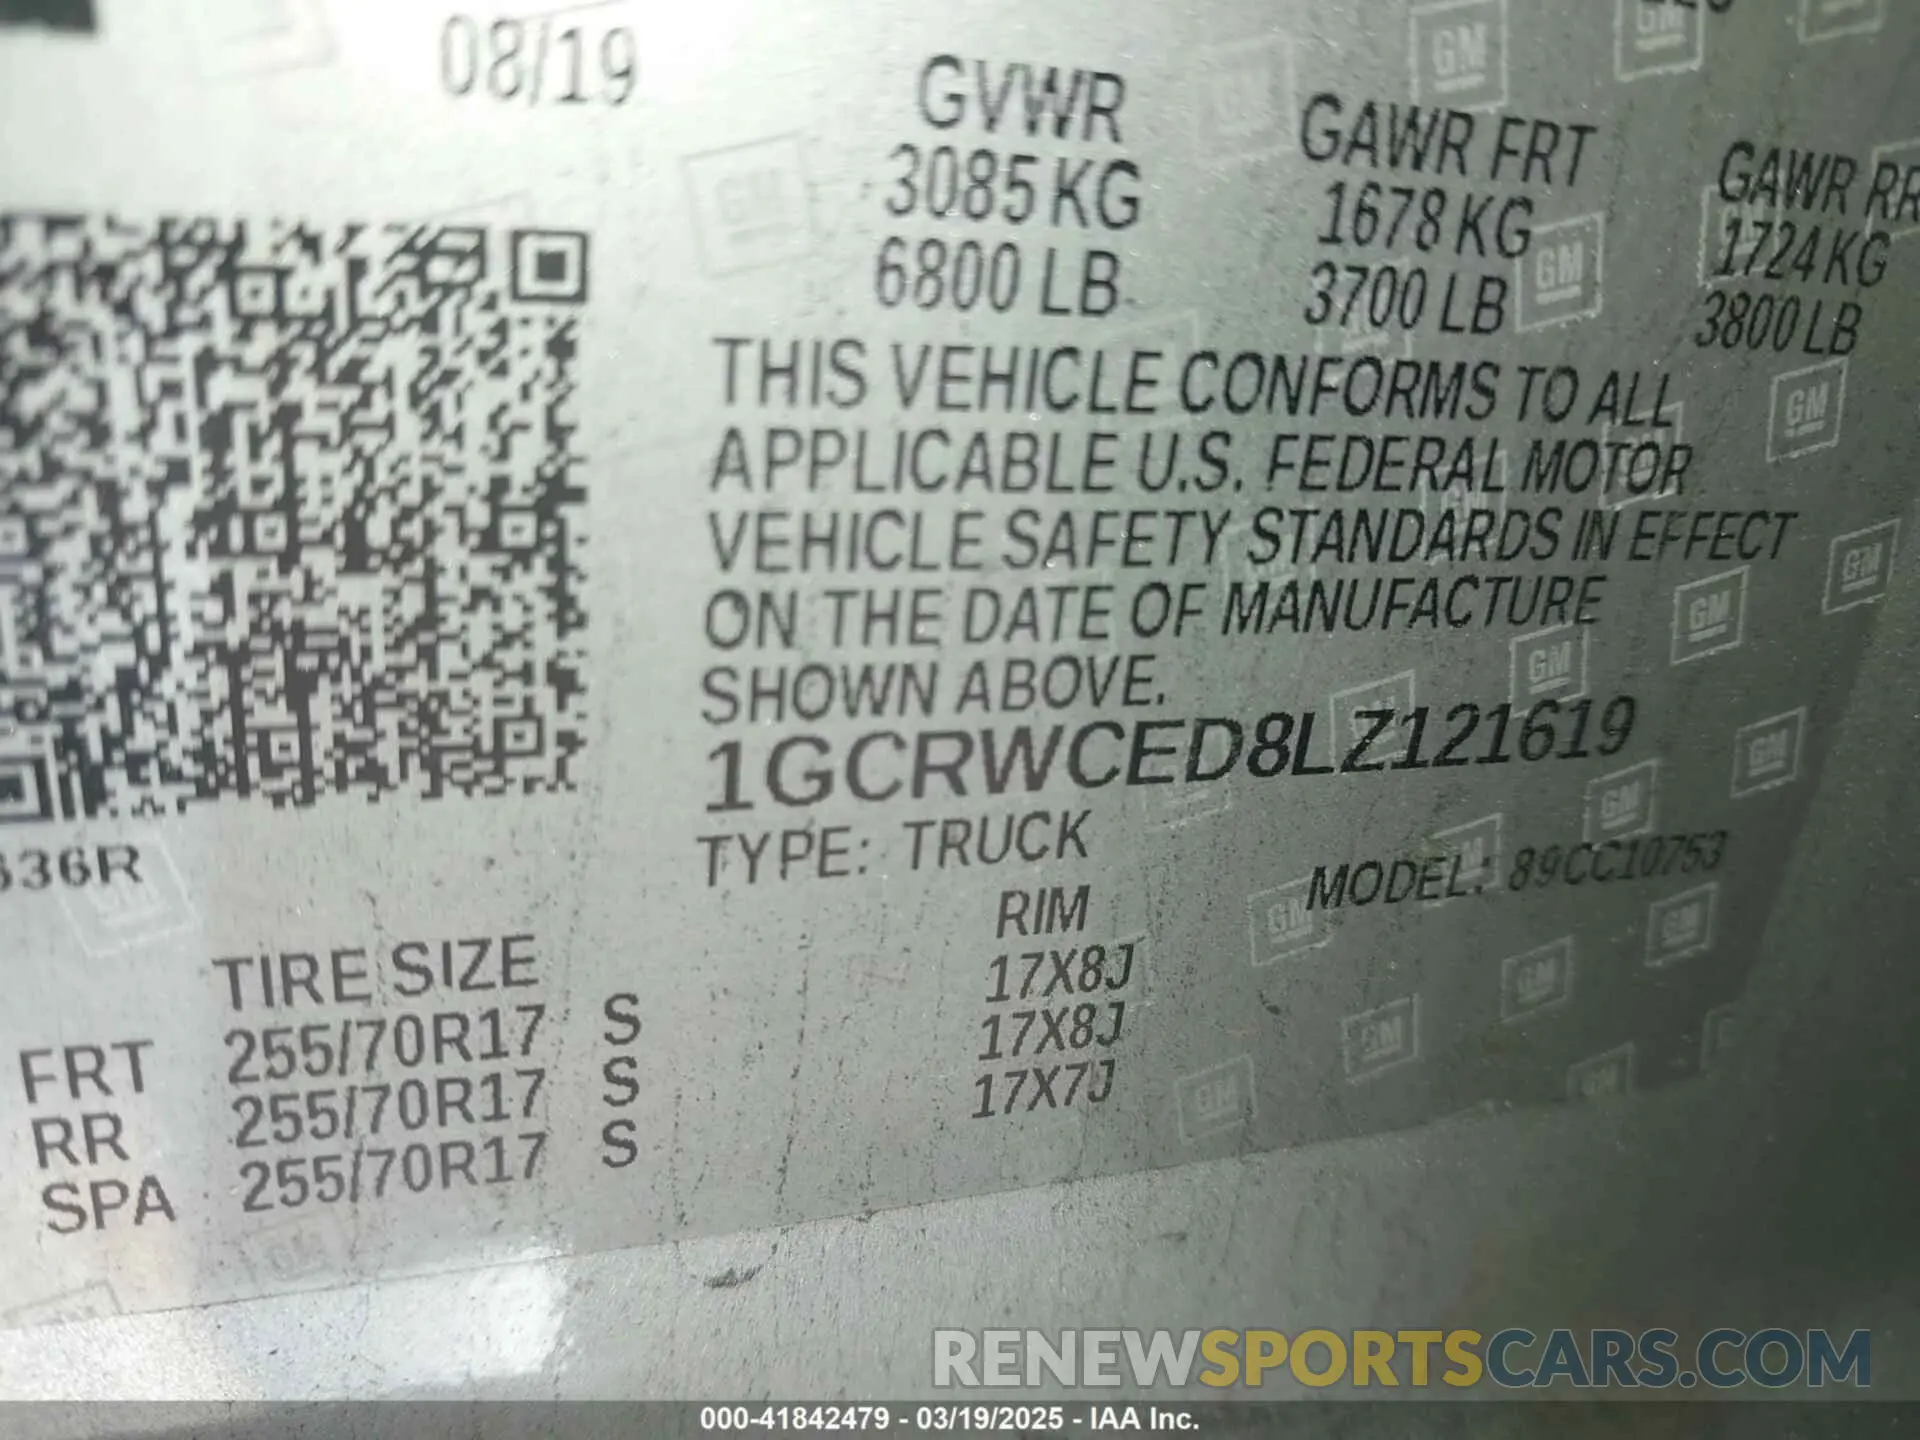 08/19
GVWR GAWR FRT GAWR RR
3085 KG 1678 KG 1724 KG
6800 LB 3700 LB 3800 LB
THIS VEHICLE CONFORMS TO ALL
APPLICABLE U.S. FEDERAL MOTOR
VEHICLE SAFETY STANDARDS IN EFFECT
ON THE DATE OF MANUFACTURE
SHOWN ABOVE.
1GCRWCED8LZ121619
TYPE: TRUCK MODEL: 89CC10753
636R
TIRE SIZE RIM
FRT 255/70R17 S 17X8J
RR 255/70R17 S 17X8J
SPA 255/70R17 S 17X7J
GM
RENEWSPORTSCARS.COM
000-41842479 - 03/19/2025 - IAA Inc.